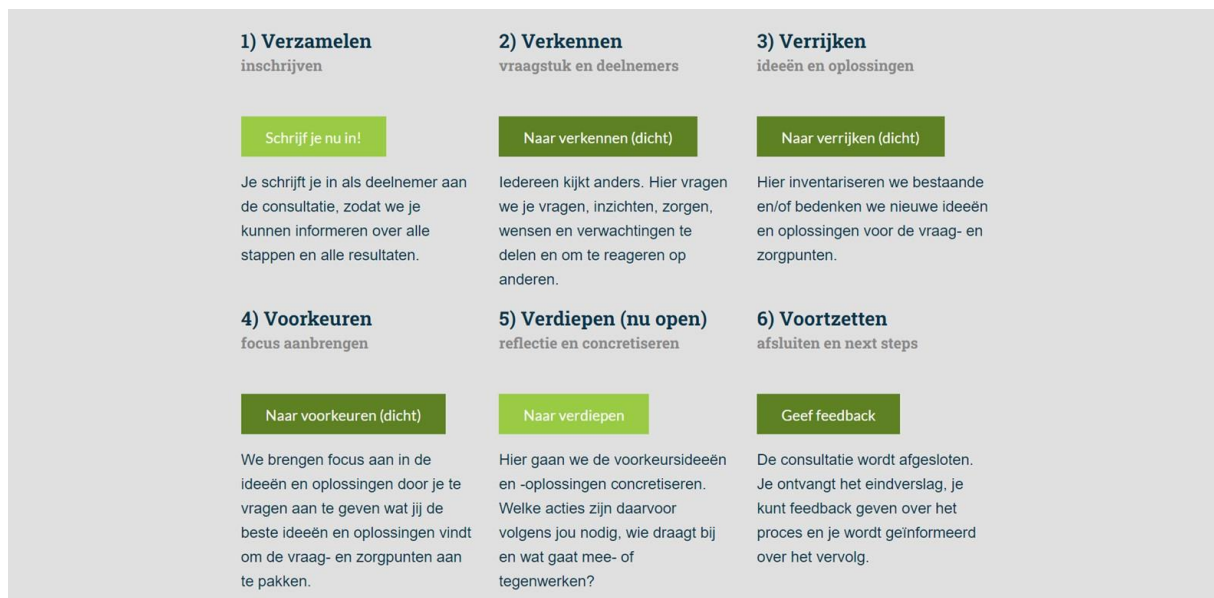 1) Verzamelen
inschrijven
Schrijf je nu in!
Je schrijft je in als deelnemer aan
de consultatie, zodat we je
kunnen informeren over alle
stappen en alle resultaten.
2) Verkennen
vraagstuk en deelnemers
Naar verkennen (dicht)
Iedereen kijkt anders. Hier vragen
we je vragen, inzichten, zorgen,
wensen en verwachtingen te
delen en om te reageren op
anderen.
3) Verrijken
ideeën en oplossingen
Naar verrijken (dicht)
Hier inventariseren we bestaande
en/of bedenken we nieuwe ideeën
en oplossingen voor de vraag- en
zorgpunten.
4) Voorkeuren
focus aanbrengen
Naar voorkeuren (dicht)
We brengen focus aan in de
ideeën en oplossingen door je te
vragen aan te geven wat jij de
beste ideeën en oplossingen vindt
om de vraag- en zorgpunten aan
te pakken.
5) Verdiepen (nu open)
reflectie en concretiseren
Naar verdiepen
Hier gaan we de voorkeursideeën
en -oplossingen concretiseren.
Welke acties zijn daarvoor
volgens jou nodig, wie draagt bij
en wat gaat mee- of
tegenwerken?
6) Voortzetten
afsluiten en next steps
Geef feedback
De consultatie wordt afgesloten.
Je ontvangt het eindverslag, je
kunt feedback geven over het
proces en je wordt geïnformeerd
over het vervolg.